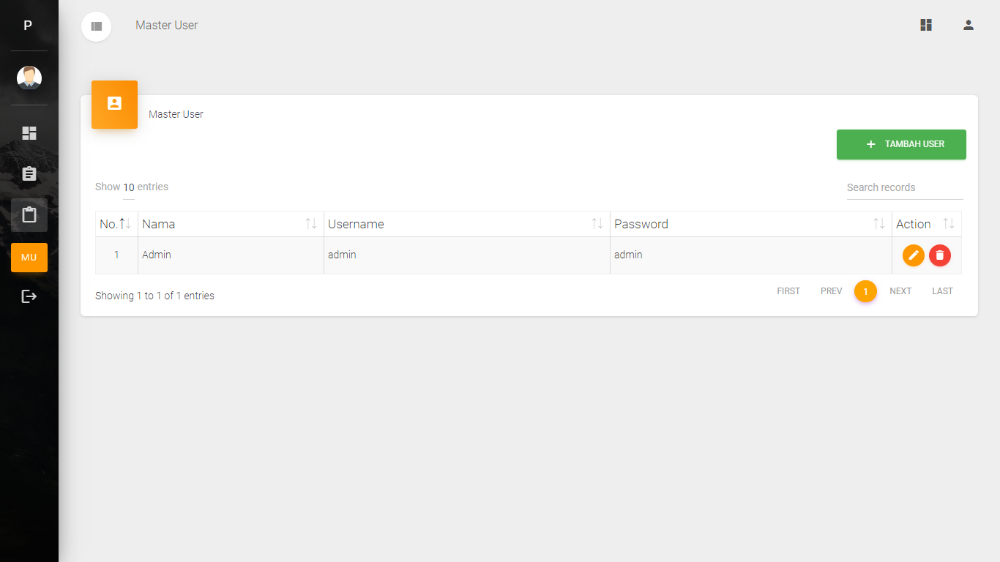 P
Master User
Master User
TAMBAH USER
Show 10 entries
Search records
No. Nama Username Password Action
1 Admin admin admin
MU
Showing 1 to 1 of 1 entries
FIRST PREV 1 NEXT LAST